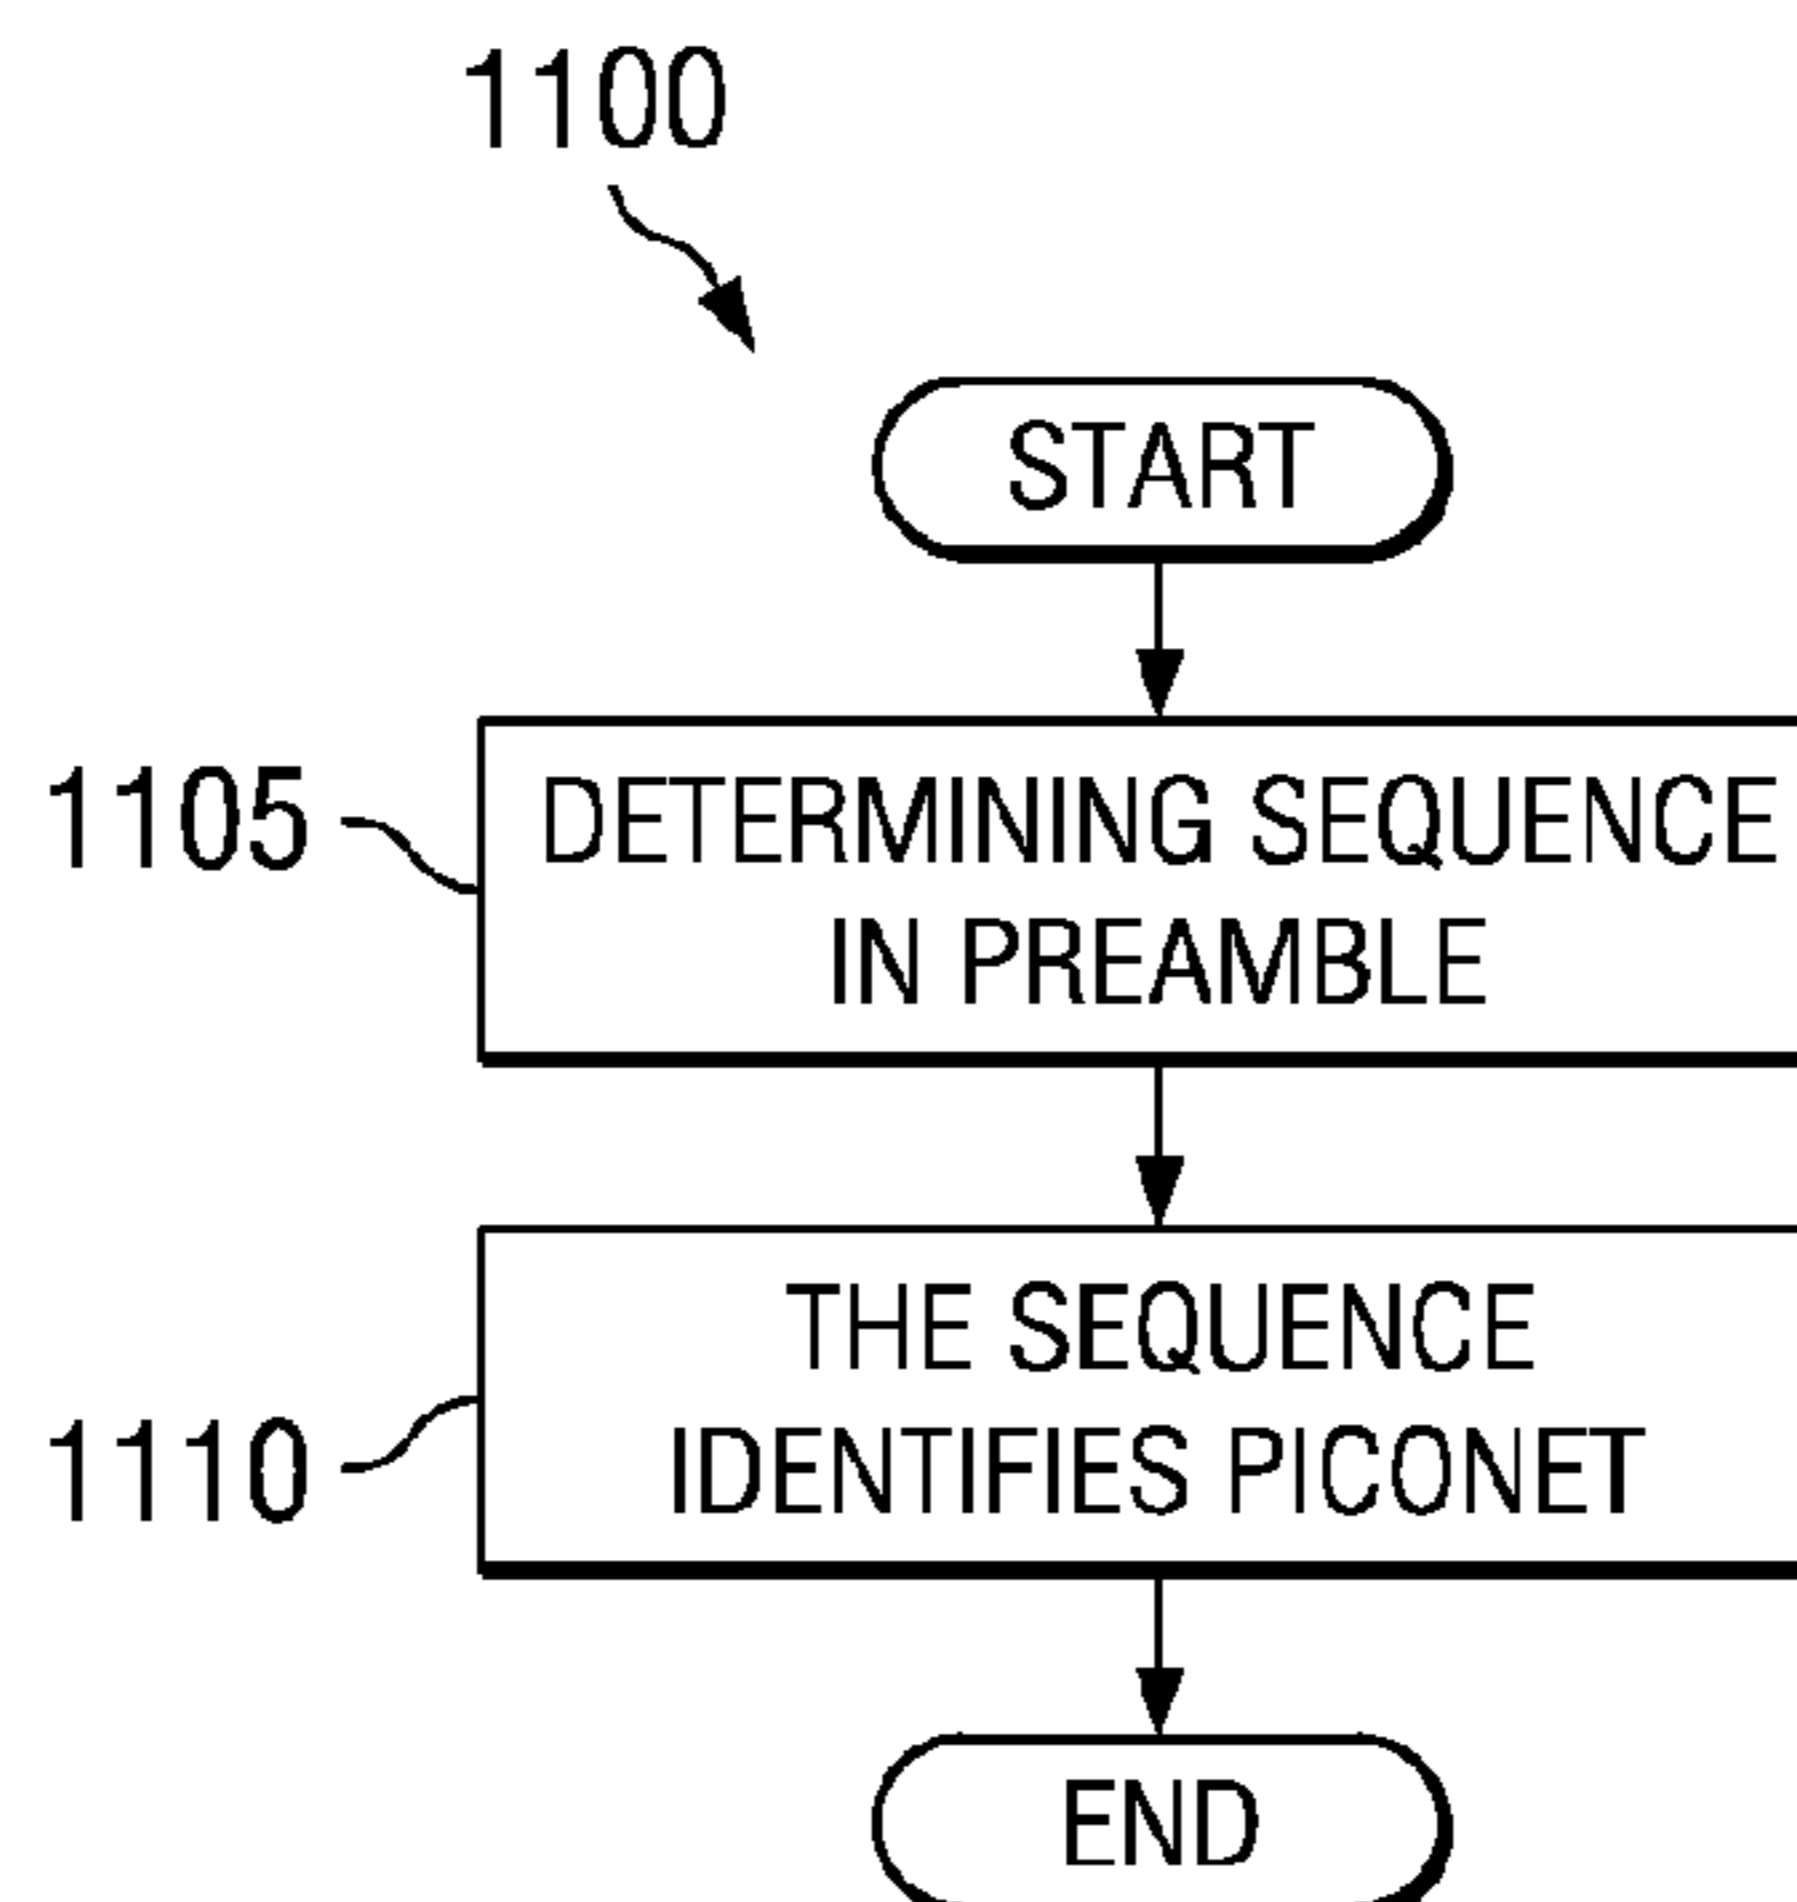 1100
START
1105
DETERMINING SEQUENCE
IN PREAMBLE
THE SEQUENCE
IDENTIFIES PICONET
1110
END